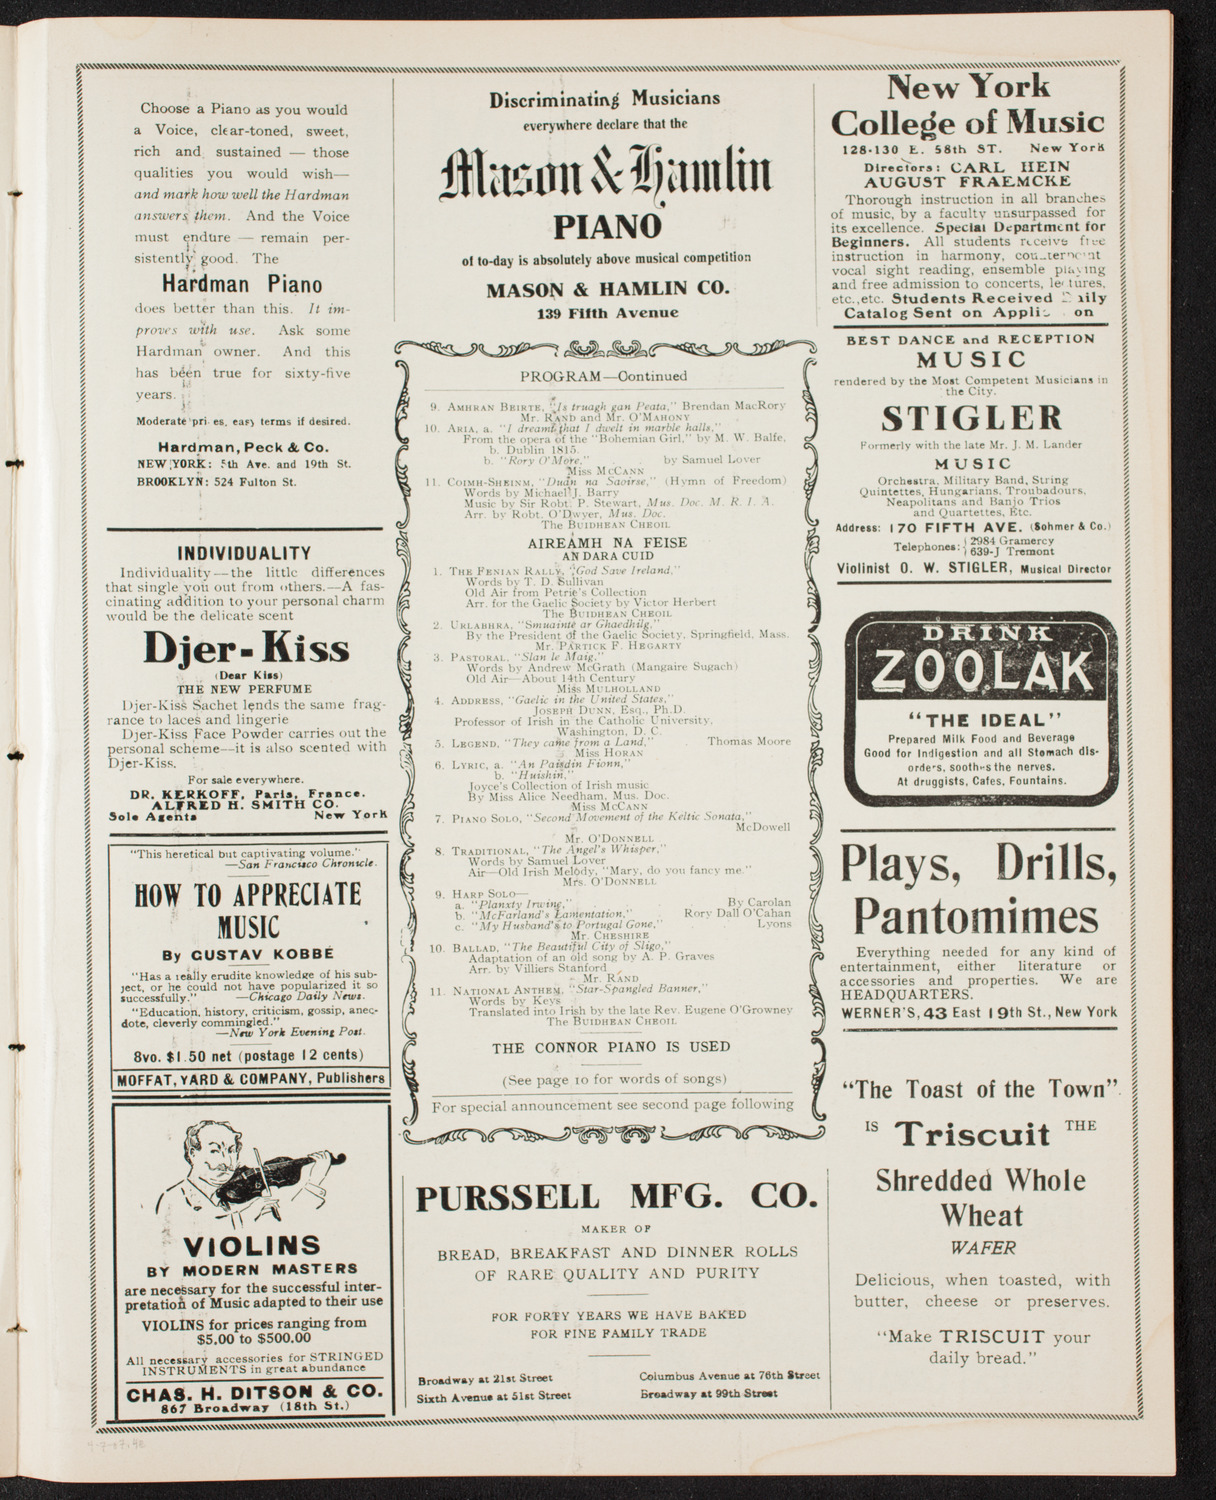 Choose a Piano as you would
a Voice, clear-toned, sweet,
rich and sustained — those
qualities you would wish—
and mark how well the Hardman
answers them. And the Voice
must endure — remain per-
sistently good. The
Hardman Piano
does better than this. It im-
proves with use. Ask some
Hardman owner. And this
has been true for sixty-five
years.
Moderate pri es, easy terms if desired.
Hardman, Peck & Co.
NEW YORK: 5th Ave. and 19th St.
BROOKLYN: 524 Fulton St.
INDIVIDUALITY
Individuality—the little differences
that single you out from others.—A fas-
cinating addition to your personal charm
would be the delicate scent
Djer-Kiss
(Dear Kiss)
THE NEW PERFUME
Djer-Kiss Sachet lends the same frag-
rance to laces and lingerie
Djer-Kiss Face Powder carries out the
personal scheme—it is also scented with
Djer-Kiss.
For sale everywhere.
DR. KERKOFF, Paris, France.
ALFRED H. SMITH CO.
Sole Agents New York
"This heretical but captivating volume."
—San Francisco Chronicle.
HOW TO APPRECIATE
MUSIC
By GUSTAV KOBBÉ
"Has a really erudite knowledge of his sub-
ject, or he could not have popularized it so
successfully." —Chicago Daily News.
"Education, history, criticism, gossip, anec-
dote, cleverly commingled."
—New York Evening Post.
8vo. $1.50 net (postage 12 cents)
MOFFAT, YARD & COMPANY, Publishers
VIOLINS
BY MODERN MASTERS
are necessary for the successful inter-
pretation of Music adapted to their use
VIOLINS for prices ranging from
$5.00 to $500.00
All necessary accessories for STRINGED
INSTRUMENTS in great abundance
CHAS. H. DITSON & CO.
867 Broadway (18th St.)
Discriminating Musicians
everywhere declare that the
Mason & Hamlin
PIANO
of to-day is absolutely above musical competition
MASON & HAMLIN CO.
139 Fifth Avenue
PROGRAM—Continued
9. AMHRAN BEIRTE, "Is truagh gan Peata," Brendan MacRory
Mr. RAND and Mr. O'MAHONY
10. ARIA, a. "I dreamt that I dwelt in marble halls,"
From the opera of the "Bohemian Girl," by M. W. Balfe,
b. Dublin 1815.
b. "Rory O'More," by Samuel Lover
Miss MCCANN
11. COIMH-SHEINM, "Duan na Saoirse," (Hymn of Freedom)
Words by Michael J. Barry
Music by Sir Robt. P. Stewart, Mus. Doc. M. R. I. A.
Arr. by Robt. O'Dwyer, Mus. Doc.
The BUIDHEAN CHEOIL
AIREAMH NA FEISE
AN DARA CUID
1. THE FENIAN RALLY, "God Save Ireland,"
Words by T. D. Sullivan
Old Air from Petrie's Collection
Arr. for the Gaelic Society by Victor Herbert
The BUIDHEAN CHEOIL
2. URLABHRA, "Smuainte ar Ghaedhilg,"
By the President of the Gaelic Society, Springfield, Mass.
Mr. PARTICK F. HEGARTY
3. PASTORAL, "Slan le Maig,"
Words by Andrew McGrath (Mangaire Sugach)
Old Air—About 14th Century
Miss MULHOLLAND
4. ADDRESS, "Gaelic in the United States,"
JOSEPH DUNN, Esq., Ph.D.
Professor of Irish in the Catholic University,
Washington, D. C.
5. LEGEND, "They came from a Land," Thomas Moore
Miss HORAN
6. LYRIC, a. "An Paisdin Fionn,"
b. "Huishin,"
Joyce's Collection of Irish music
By Miss Alice Needham, Mus. Doc.
Miss MCCANN
7. PIANO SOLO, "Second Movement of the Keltic Sonata,"
McDowell
Mr. O'DONNELL
8. TRADITIONAL, "The Angel's Whisper,"
Words by Samuel Lover
Air—Old Irish Melody, "Mary, do you fancy me."
Mrs. O'DONNELL
9. HARP SOLO—
a. "Planxty Irwine," By Carolan
b. "McFarland's Lamentation," Rory Dall O'Cahan
c. "My Husband's to Portugal Gone," Lyons
Mr. CHESHIRE
10. BALLAD, "The Beautiful City of Sligo,"
Adaptation of an old song by A. P. Graves
Arr. by Villiers Stanford
Mr. RAND
11. NATIONAL ANTHEM, "Star-Spangled Banner,"
Words by Keys
Translated into Irish by the late Rev. Eugene O'Growney
The BUIDHEAN CHEOIL
THE CONNOR PIANO IS USED
(See page 10 for words of songs)
For special announcement see second page following
PURSSELL MFG. CO.
MAKER OF
BREAD, BREAKFAST AND DINNER ROLLS
OF RARE QUALITY AND PURITY
FOR FORTY YEARS WE HAVE BAKED
FOR FINE FAMILY TRADE
Broadway at 21st Street Columbus Avenue at 76th Street
Sixth Avenue at 51st Street Broadway at 99th Street
New York
College of Music
128-130 E. 58th ST. New York
Directors: CARL HEIN
AUGUST FRAEMCKE
Thorough instruction in all branches
of music, by a faculty unsurpassed for
its excellence. Special Department for
Beginners. All students receive free
instruction in harmony, counterpoint
vocal sight reading, ensemble playing
and free admission to concerts, lectures,
etc., etc. Students Received Daily
Catalog Sent on Appli on
BEST DANCE and RECEPTION
MUSIC
rendered by the Most Competent Musicians in
the City.
STIGLER
Formerly with the late Mr. J. M. Lander
MUSIC
Orchestra, Military Band, String
Quintettes, Hungarians, Troubadours,
Neapolitans and Banjo Trios
and Quartettes, Etc.
Address: 170 FIFTH AVE. (Sohmer & Co.)
Telephones: 2984 Gramercy
639-J Tremont
Violinist O. W. STIGLER, Musical Director
DRINK
ZOOLAK
"THE IDEAL"
Prepared Milk Food and Beverage
Good for Indigestion and all Stomach dis-
orders, soothes the nerves.
At druggists, Cafes, Fountains.
Plays, Drills,
Pantomimes
Everything needed for any kind of
entertainment, either literature or
accessories and properties. We are
HEADQUARTERS.
WERNER'S, 43 East 19th St., New York
"The Toast of the Town"
IS Triscuit THE
Shredded Whole
Wheat
WAFER
Delicious, when toasted, with
butter, cheese or preserves.
"Make TRISCUIT your
daily bread."